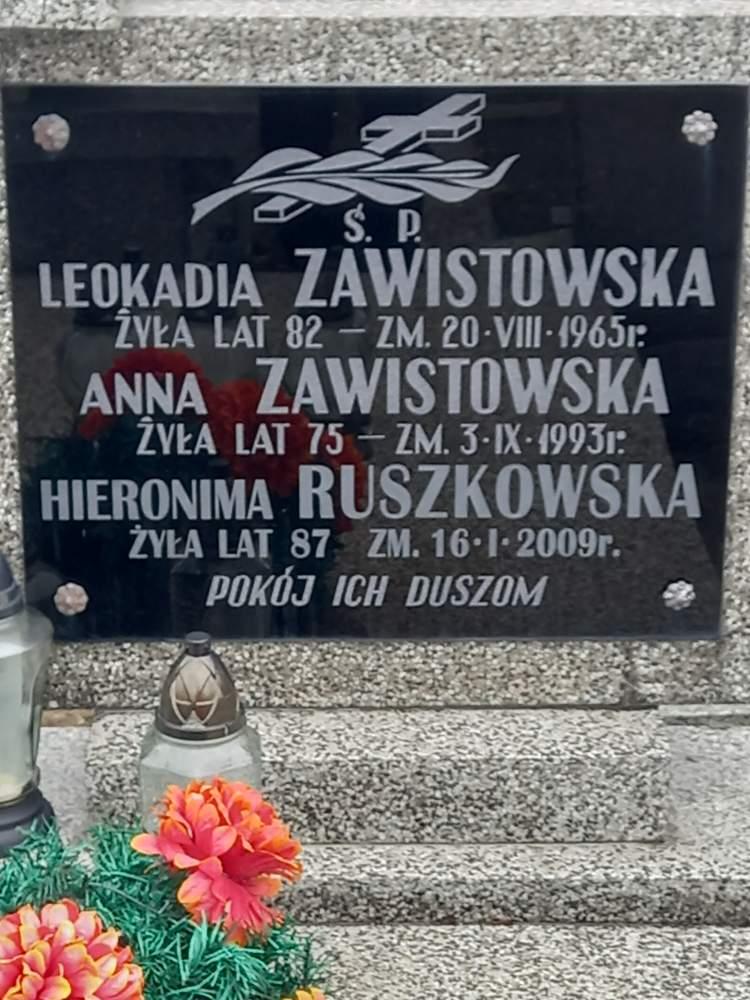 Ś. P.
LEOKADIA ZAWISTOWSKA
ŻYŁA LAT 82 – ZM. 20·VIII·1965r.
ANNA ZAWISTOWSKA
ŻYŁA LAT 75 – ZM. 3·IX·1993r.
HIERONIMA RUSZKOWSKA
ŻYŁA LAT 87 ZM. 16·I·2009r.
POKÓJ ICH DUSZOM